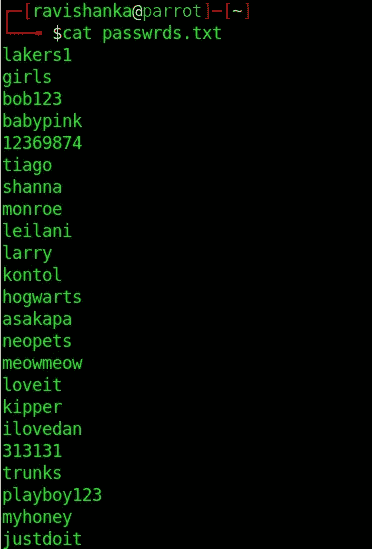 ┌─[ravishanka@parrot]─[~]
└──╼ $cat passwrds.txt
lakers1
girls
bob123
babypink
12369874
tiago
shanna
monroe
leilani
larry
kontol
hogwarts
asakapa
neopets
meowmeow
loveit
kipper
ilovedan
313131
trunks
playboy123
myhoney
justdoit